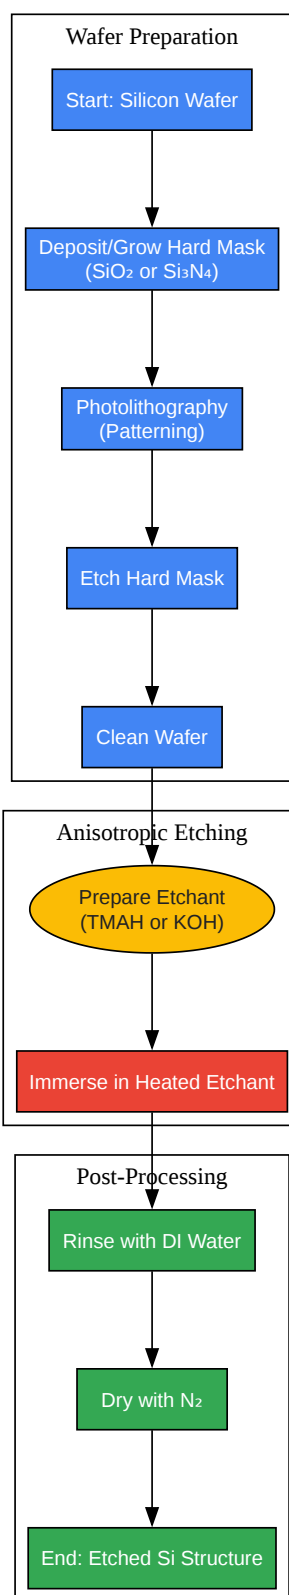 Wafer Preparation
Start: Silicon Wafer
Deposit/Grow Hard Mask
(SiO₂ or Si₃N₄)
Photolithography
(Patterning)
Etch Hard Mask
Clean Wafer
Anisotropic Etching
Prepare Etchant
(TMAH or KOH)
Immerse in Heated Etchant
Post-Processing
Rinse with DI Water
Dry with N₂
End: Etched Si Structure